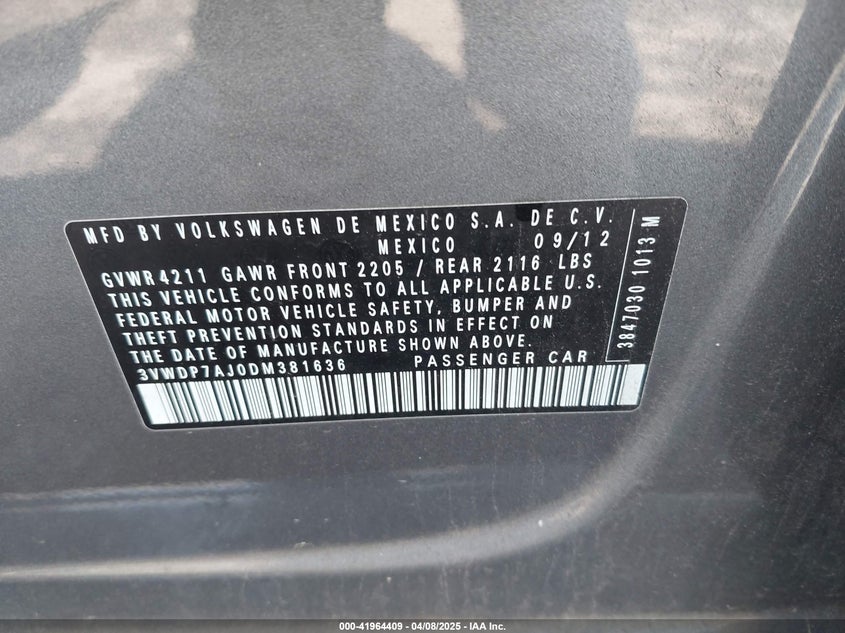 MFD BY VOLKSWAGEN DE MEXICO S.A. DE C.V.
MEXICO 09/12
GVWR4211 GAWR FRONT 2205 / REAR 2116 LBS
THIS VEHICLE CONFORMS TO ALL APPLICABLE U.S.
FEDERAL MOTOR VEHICLE SAFETY, BUMPER AND
THEFT PREVENTION STANDARDS IN EFFECT ON
THE DATE OF MANUFACTURE SHOWN ABOVE.
3VWDP7AJ0DM381636 PASSENGER CAR
3847030 1013 M
000-41964409 - 04/08/2025 - IAA Inc.